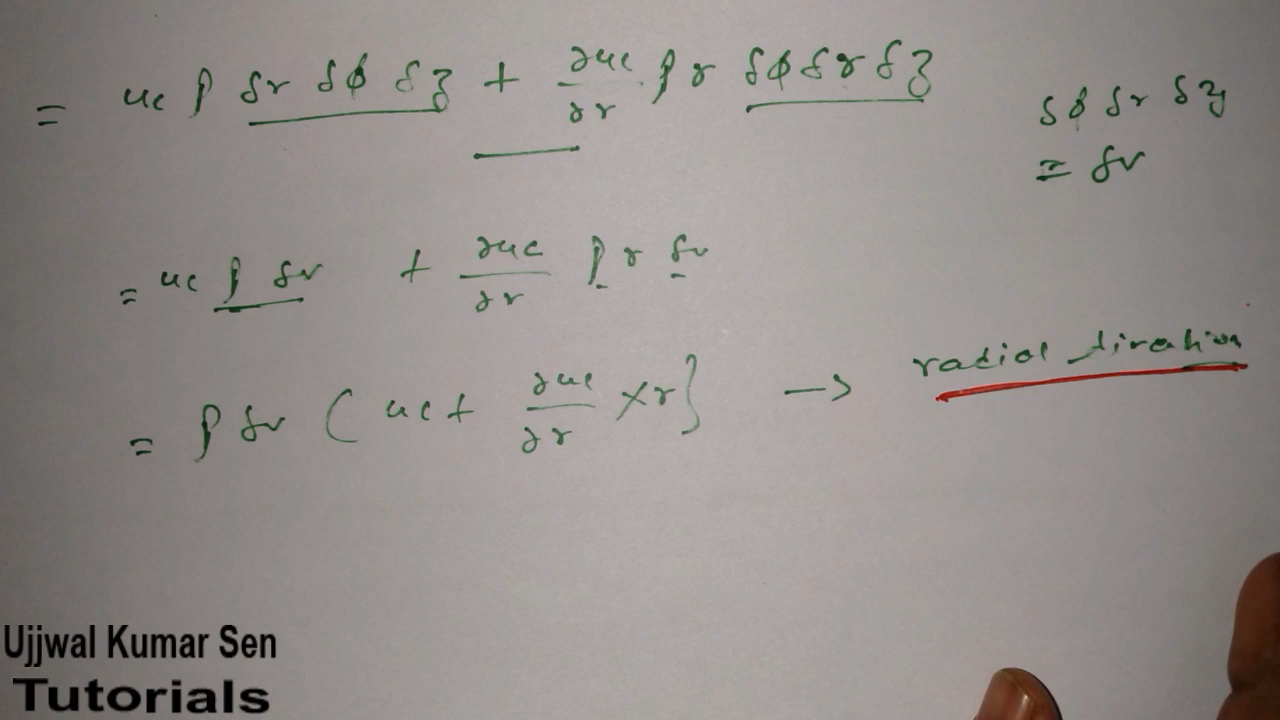 = uc ρ δr δϕ δz + ∂uc/∂r ρ r δϕ δr δz
δϕ δr δz
= δv
= uc ρ δv + ∂uc/∂r ρ r δv
= ρ δv ( uc + ∂uc/∂r × r } → radial diraction
Ujjwal Kumar Sen
Tutorials